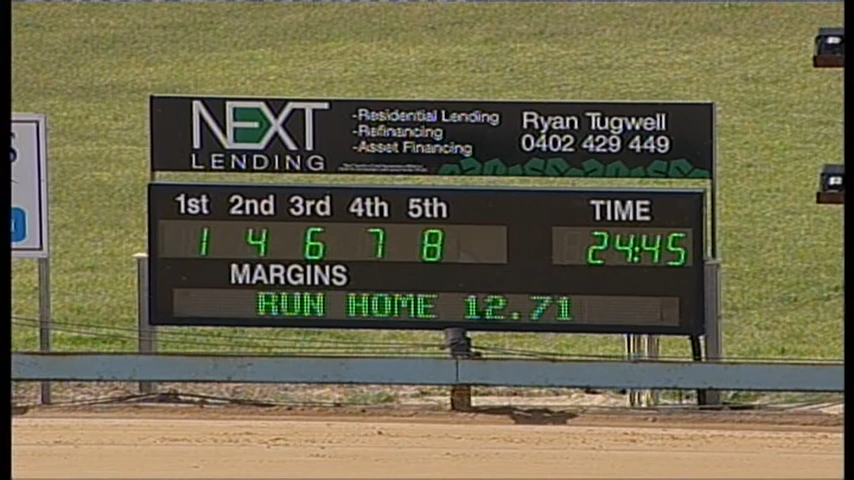 NEXT
LENDING
-Residential Lending
-Refinancing
-Asset Financing
Ryan Tugwell
0402 429 449
1st 2nd 3rd 4th 5th TIME
1 4 6 7 8 24:45
MARGINS
RUN HOME 12.71